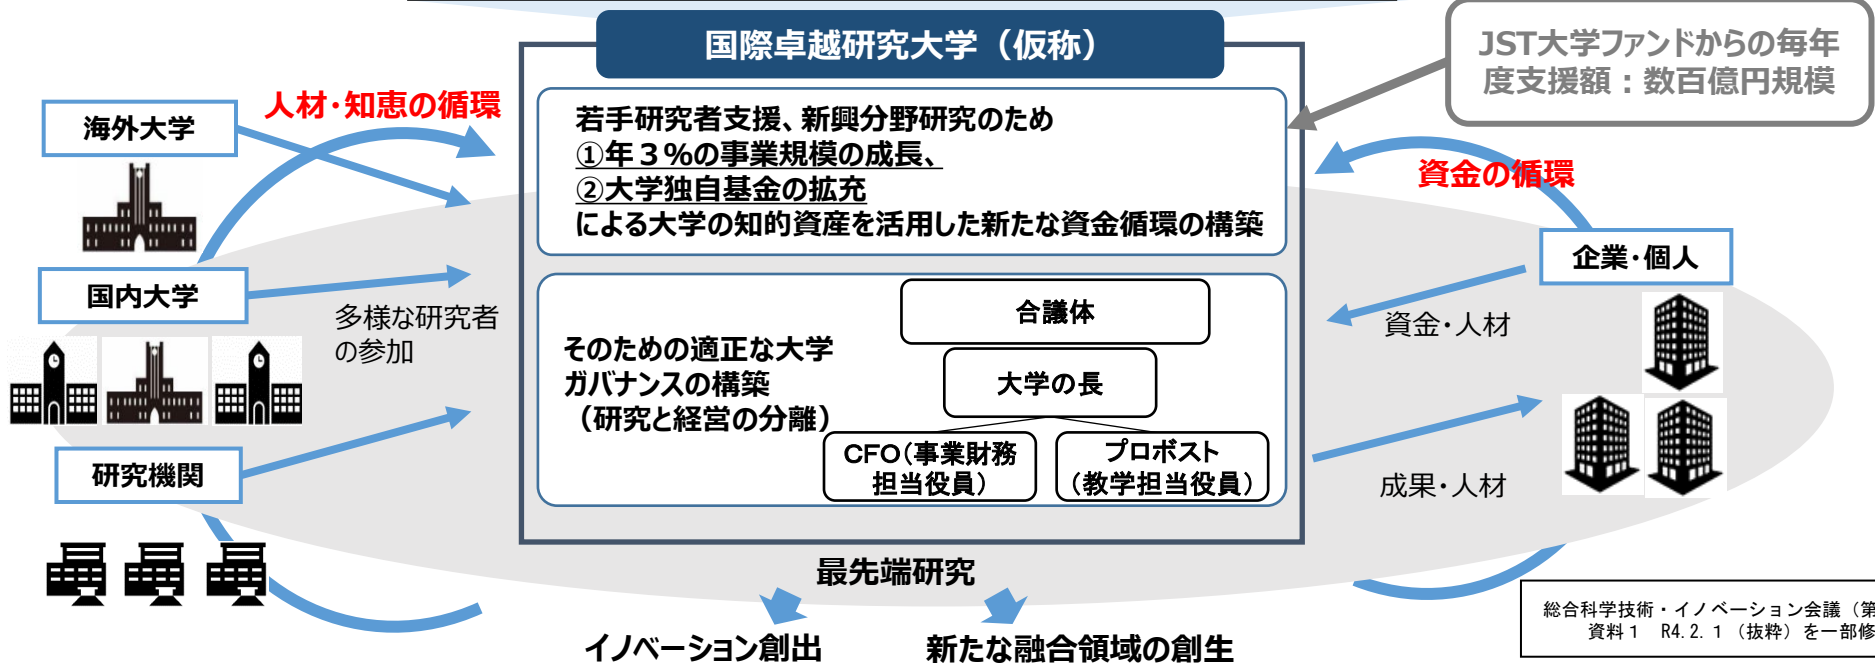 国際卓越研究大学（仮称）
JST大学ファンドからの毎年
度支援額：数百億円規模
人材・知恵の循環
海外大学
若手研究者支援、新興分野研究のため
①年３%の事業規模の成長、
②大学独自基金の拡充
による大学の知的資産を活用した新たな資金循環の構築
資金の循環
企業・個人
国内大学
多様な研究者
の参加
合議体
資金・人材
そのための適正な大学
ガバナンスの構築
（研究と経営の分離）
大学の長
CFO（事業財務
担当役員）
プロボスト
（教学担当役員）
研究機関
成果・人材
最先端研究
イノベーション創出
新たな融合領域の創生
総合科学技術・イノベーション会議（第
資料１　R4.2.1（抜粋）を一部修